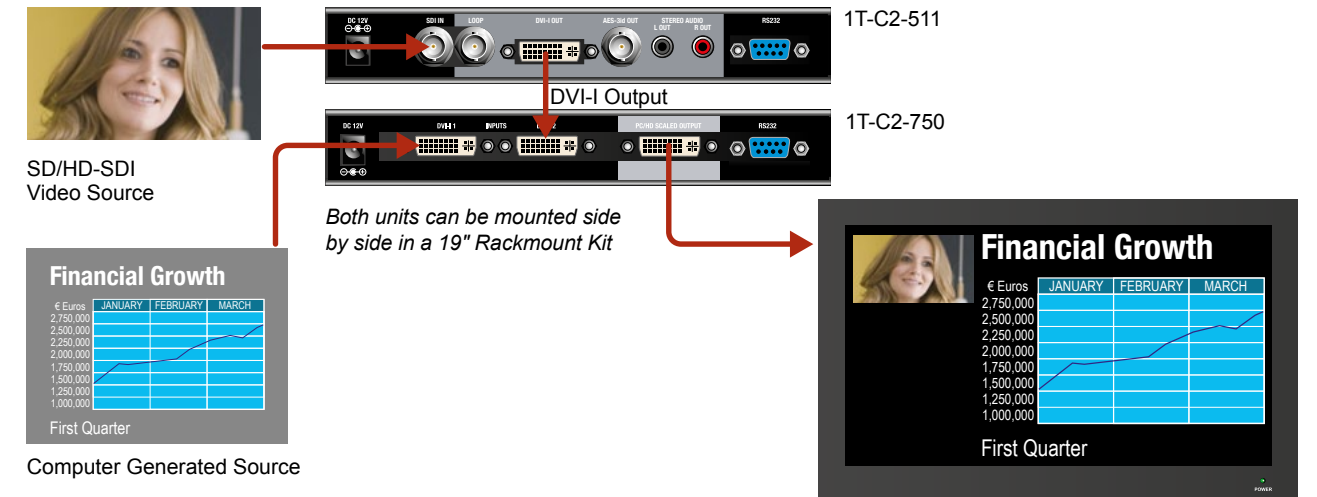 DC 12V SDI IN LOOP DVI-I OUT AES-3id OUT STEREO AUDIO RS232
L OUT R OUT
1T-C2-511
DVI-I Output
DC 12V DVI-I 1 INPUTS PC/HD SCALED OUTPUT RS232
1T-C2-750
SD/HD-SDI
Video Source
Both units can be mounted side
by side in a 19" Rackmount Kit
Financial Growth
€ Euros JANUARY FEBRUARY MARCH
2,750,000
2,500,000
2,250,000
2,000,000
1,750,000
1,500,000
1,250,000
1,000,000
First Quarter
Computer Generated Source
Financial Growth
€ Euros JANUARY FEBRUARY MARCH
2,750,000
2,500,000
2,250,000
2,000,000
1,750,000
1,500,000
1,250,000
1,000,000
First Quarter
POWER